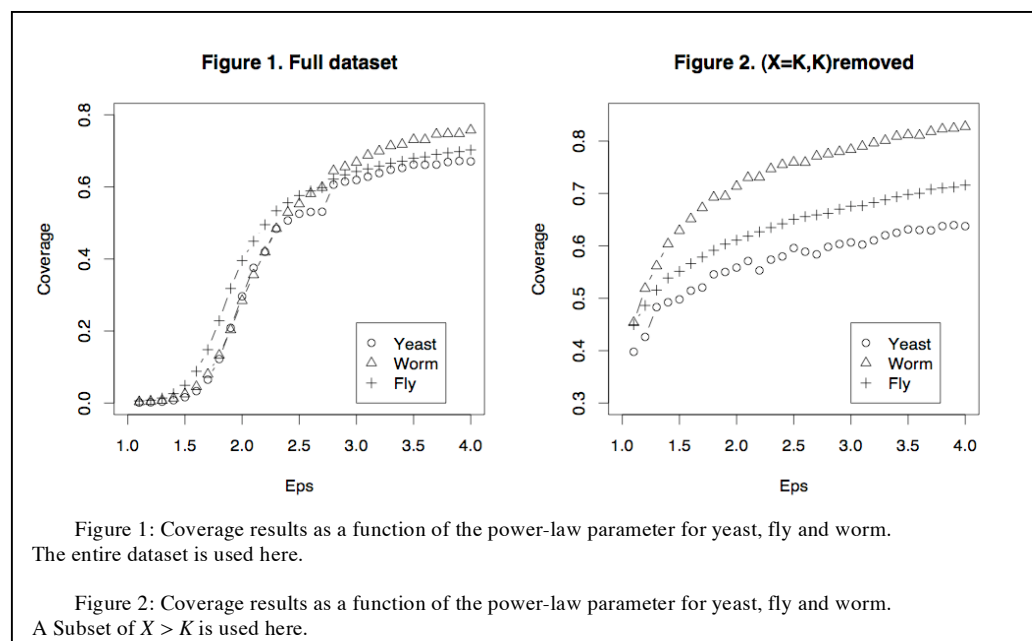 Figure 1. Full dataset
Coverage
0.8
0.6
0.4
0.2
0.0
Yeast
Worm
Fly
1.0 1.5 2.0 2.5 3.0 3.5 4.0
Eps
Figure 2. (X=K,K)removed
Coverage
0.8
0.7
0.6
0.5
0.4
0.3
Yeast
Worm
Fly
1.0 1.5 2.0 2.5 3.0 3.5 4.0
Eps
Figure 1: Coverage results as a function of the power-law parameter for yeast, fly and worm.
The entire dataset is used here.
Figure 2: Coverage results as a function of the power-law parameter for yeast, fly and worm.
A Subset of X > K is used here.